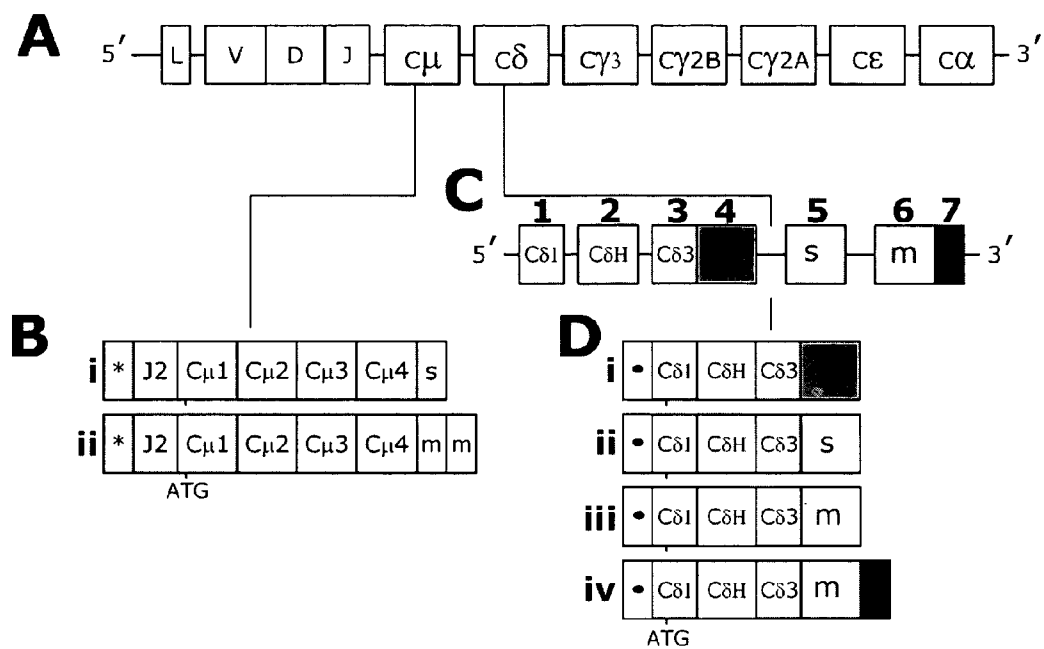 A
5′ L V D J Cμ Cδ Cγ3 Cγ2B Cγ2A Cε Cα 3′
C
1 2 3 4 5 6 7
5′ Cδ1 CδH Cδ3 s m 3′
B
i * J2 Cμ1 Cμ2 Cμ3 Cμ4 s
ii * J2 Cμ1 Cμ2 Cμ3 Cμ4 m m
ATG
D
i • Cδ1 CδH Cδ3
ii • Cδ1 CδH Cδ3 s
iii • Cδ1 CδH Cδ3 m
iv • Cδ1 CδH Cδ3 m
ATG